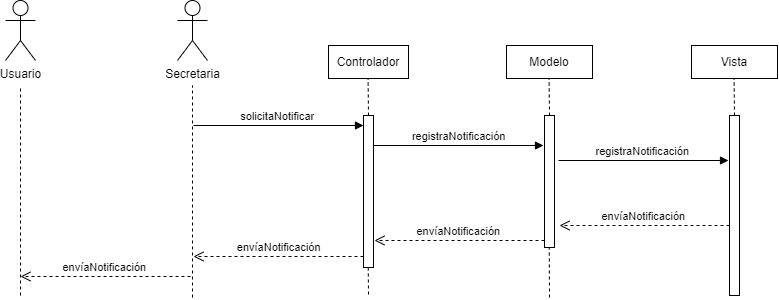 Usuario
Secretaria
Controlador
Modelo
Vista
solicitaNotificar
registraNotificación
registraNotificación
envíaNotificación
envíaNotificación
envíaNotificación
envíaNotificación